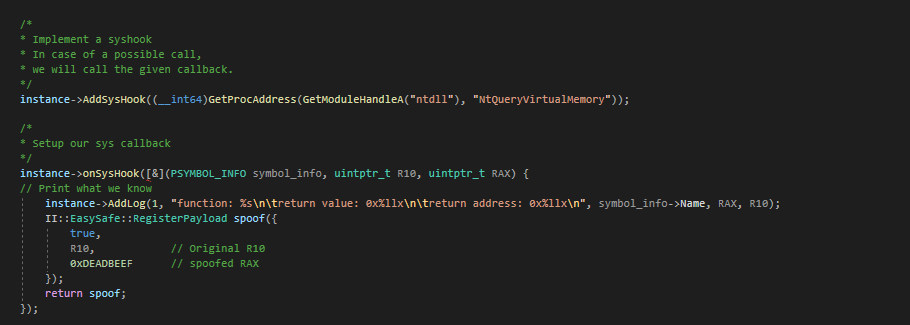 /*
* Implement a syshook
* In case of a possible call,
* we will call the given callback.
*/
instance->AddSysHook((__int64)GetProcAddress(GetModuleHandleA("ntdll"), "NtQueryVirtualMemory"));
/*
* Setup our sys callback
*/
instance->onSysHook([&](PSYMBOL_INFO symbol_info, uintptr_t R10, uintptr_t RAX) {
// Print what we know
instance->AddLog(1, "function: %s\n\treturn value: 0x%llx\n\treturn address: 0x%llx\n", symbol_info->Name, RAX, R10);
II::EasySafe::RegisterPayload spoof({
true,
R10, // Original R10
0xDEADBEEF // spoofed RAX
});
return spoof;
});